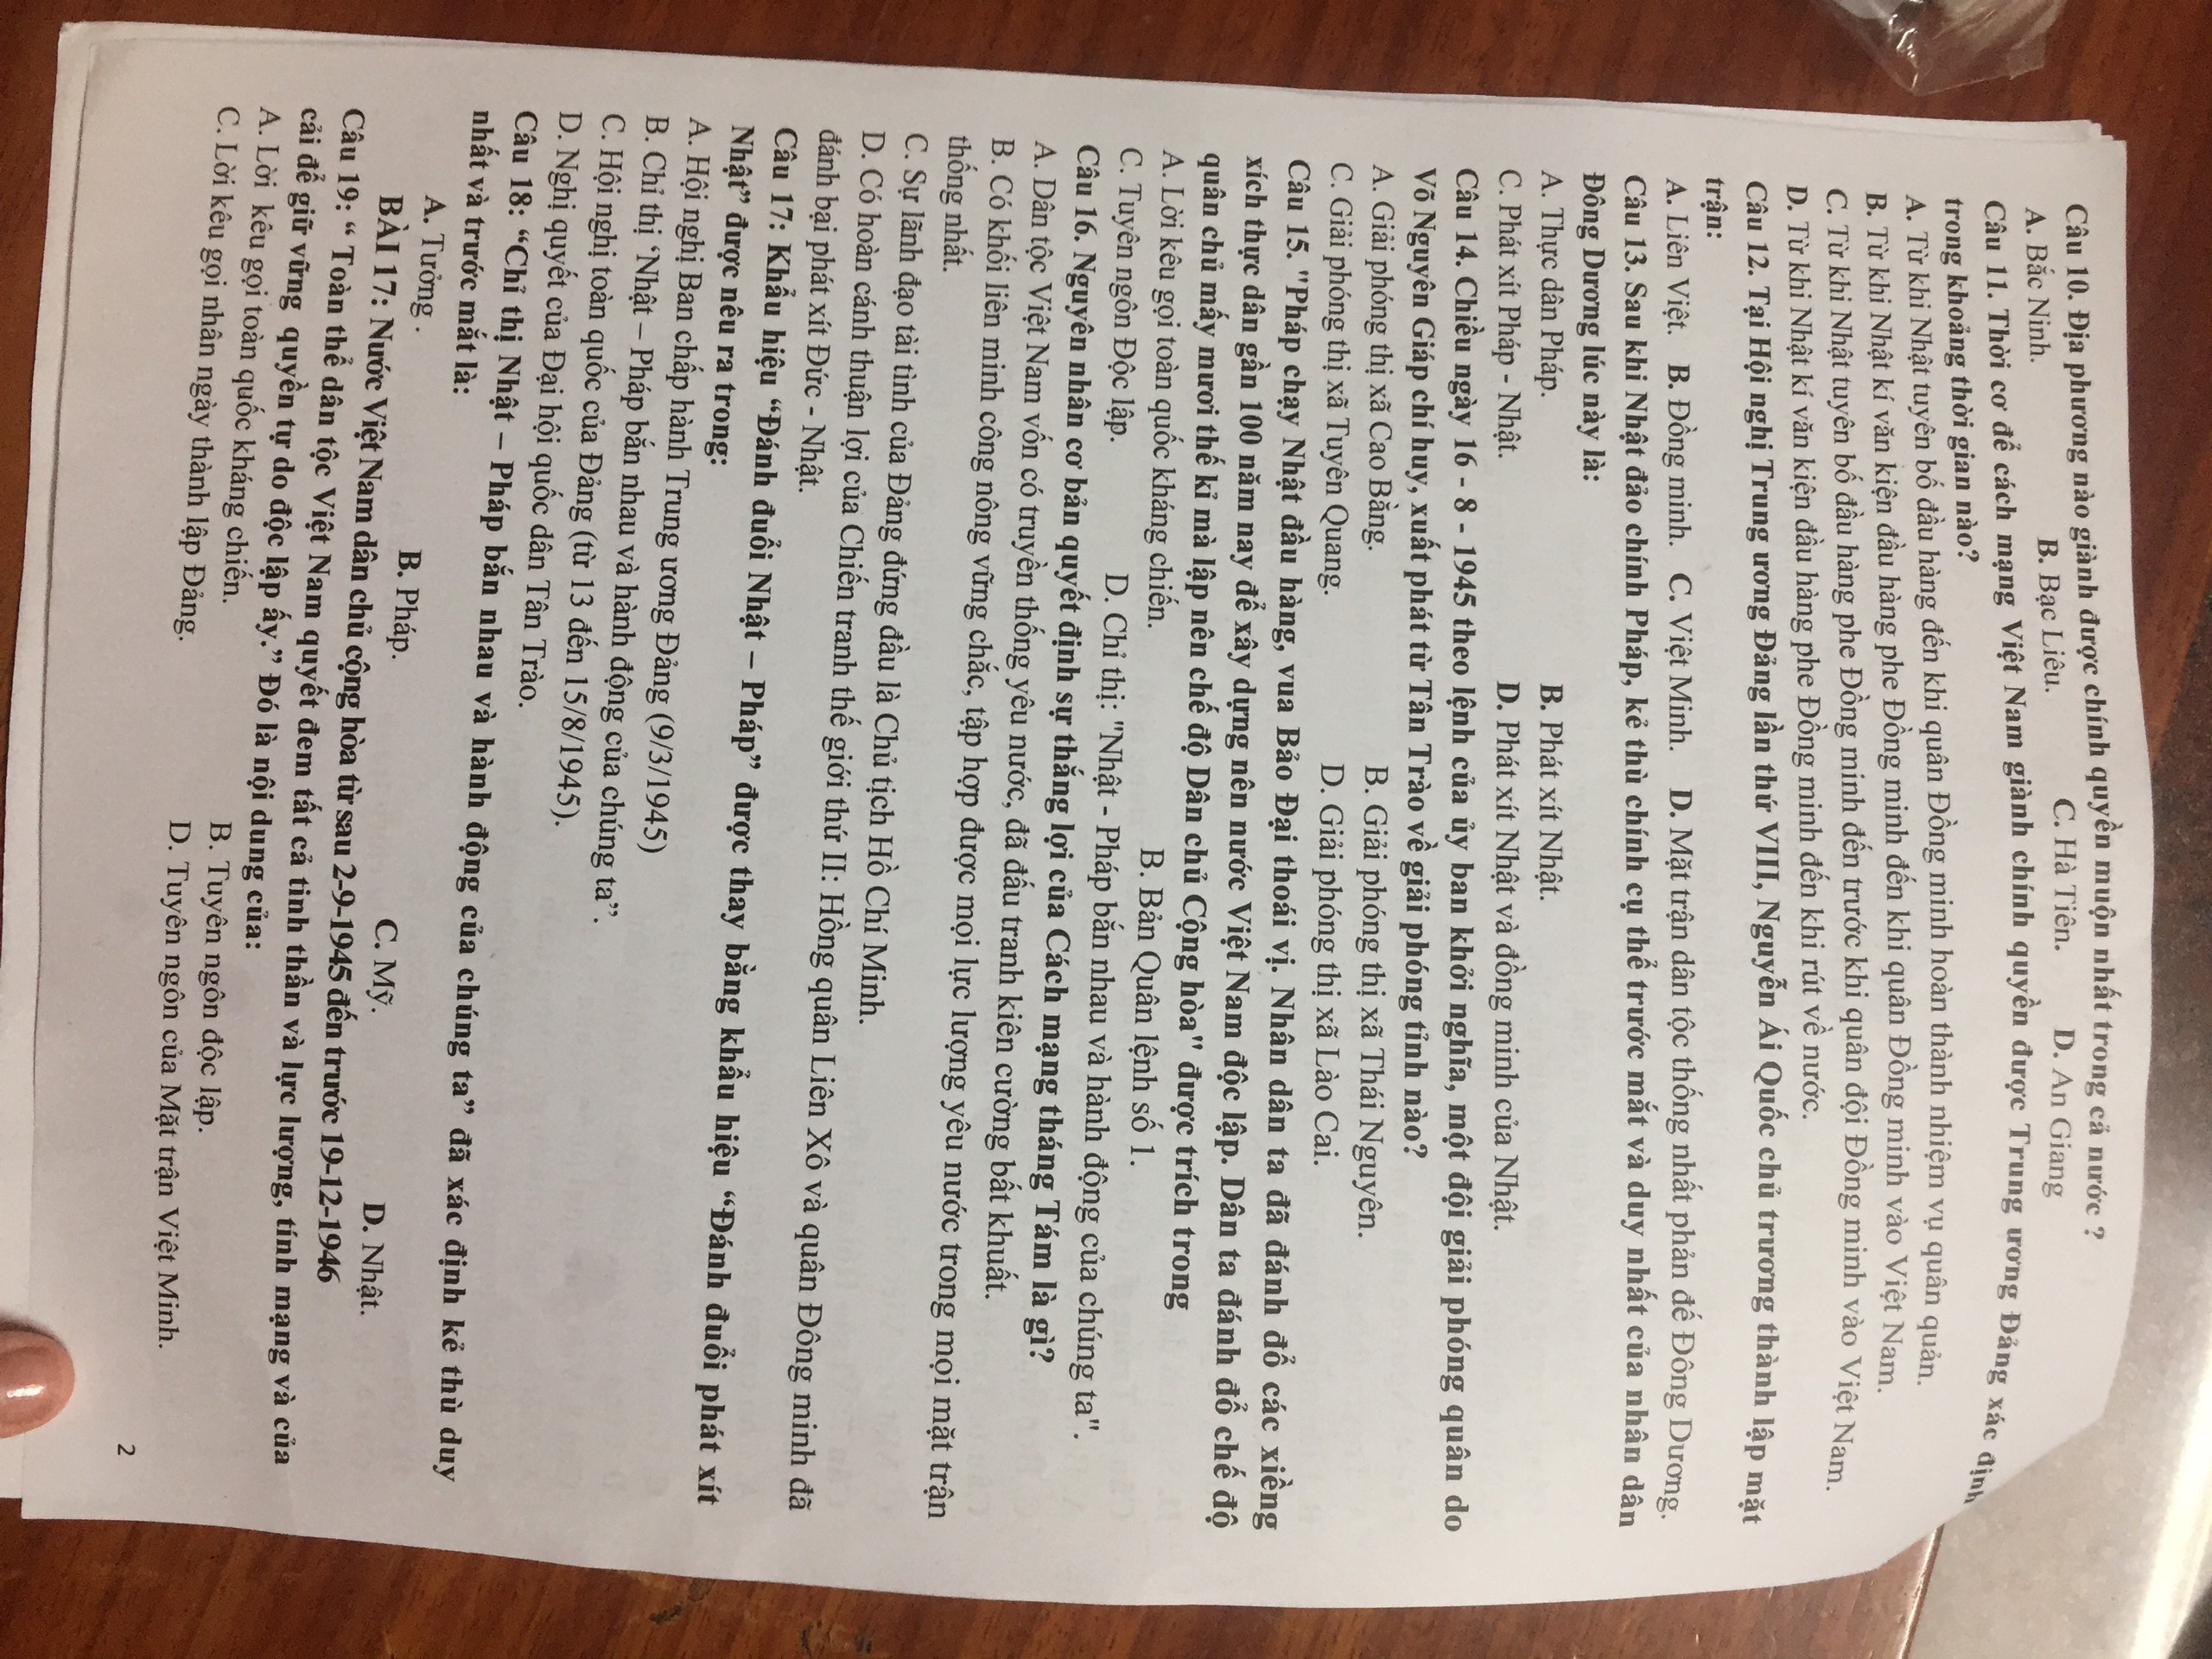 Câu 10. Địa phương nào giành được chính quyền muộn nhất trong cả nước ?
A. Bắc Ninh. B. Bạc Liêu. C. Hà Tiên. D. An Giang
Câu 11. Thời cơ để cách mạng Việt Nam giành chính quyền được Trung ương Đảng xác định
trong khoảng thời gian nào?
A. Từ khi Nhật tuyên bố đầu hàng đến khi quân Đồng minh hoàn thành nhiệm vụ quân quản.
B. Từ khi Nhật kí văn kiện đầu hàng phe Đồng minh đến khi quân Đồng minh vào Việt Nam.
C. Từ khi Nhật tuyên bố đầu hàng phe Đồng minh đến trước khi quân đội Đồng minh vào Việt Nam.
D. Từ khi Nhật kí văn kiện đầu hàng phe Đồng minh đến khi rút về nước.
Câu 12. Tại Hội nghị Trung ương Đảng lần thứ VIII, Nguyễn Ái Quốc chủ trương thành lập mặt
trận:
A. Liên Việt. B. Đồng minh. C. Việt Minh. D. Mặt trận dân tộc thống nhất phản đế Đông Dương.
Câu 13. Sau khi Nhật đảo chính Pháp, kẻ thù chính cụ thể trước mắt và duy nhất của nhân dân
Đông Dương lúc này là:
A. Thực dân Pháp. B. Phát xít Nhật.
C. Phát xít Pháp - Nhật. D. Phát xít Nhật và đồng minh của Nhật.
Câu 14. Chiều ngày 16 - 8 - 1945 theo lệnh của ủy ban khởi nghĩa, một đội giải phóng quân do
Võ Nguyên Giáp chí huy, xuất phát từ Tân Trào về giải phóng tỉnh nào?
A. Giải phóng thị xã Cao Bằng. B. Giải phóng thị xã Thái Nguyên.
C. Giải phóng thị xã Tuyên Quang. D. Giải phóng thị xã Lào Cai.
Câu 15. "Pháp chạy Nhật đầu hàng, vua Bảo Đại thoái vị. Nhân dân ta đã đánh đổ các xiềng
xích thực dân gần 100 năm nay để xây dựng nên nước Việt Nam độc lập. Dân ta đánh đổ chế độ
quân chủ mấy mươi thế kỉ mà lập nên chế độ Dân chủ Cộng hòa" được trích trong
A. Lời kêu gọi toàn quốc kháng chiến. B. Bản Quân lệnh số 1.
C. Tuyên ngôn Độc lập. D. Chỉ thị: "Nhật - Pháp bắn nhau và hành động của chúng ta".
Câu 16. Nguyên nhân cơ bản quyết định sự thắng lợi của Cách mạng tháng Tám là gì?
A. Dân tộc Việt Nam vốn có truyền thống yêu nước, đã đấu tranh kiên cường bất khuất.
B. Có khối liên minh công nông vững chắc, tập hợp được mọi lực lượng yêu nước trong mọi mặt trận
thống nhất.
C. Sự lãnh đạo tài tình của Đảng đứng đầu là Chủ tịch Hồ Chí Minh.
D. Có hoàn cánh thuận lợi của Chiến tranh thế giới thứ II: Hồng quân Liên Xô và quân Đông minh đã
đánh bại phát xít Đức - Nhật.
Câu 17: Khẩu hiệu “Đánh đuổi Nhật – Pháp” được thay bằng khẩu hiệu “Đánh đuổi phát xít
Nhật” được nêu ra trong:
A. Hội nghị Ban chấp hành Trung ương Đảng (9/3/1945)
B. Chỉ thị ‘Nhật – Pháp bắn nhau và hành động của chúng ta”.
C. Hội nghị toàn quốc của Đảng (từ 13 đến 15/8/1945).
D. Nghị quyết của Đại hội quốc dân Tân Trào.
Câu 18: “Chỉ thị Nhật – Pháp bắn nhau và hành động của chúng ta” đã xác định kẻ thù duy
nhất và trước mắt là:
A. Tưởng . B. Pháp. C. Mỹ. D. Nhật.
BÀI 17: Nước Việt Nam dân chủ cộng hòa từ sau 2-9-1945 đến trước 19-12-1946
Câu 19: “ Toàn thể dân tộc Việt Nam quyết đem tất cả tinh thần và lực lượng, tính mạng và của
cải để giữ vững quyền tự do độc lập ấy.” Đó là nội dung của:
A. Lời kêu gọi toàn quốc kháng chiến. B. Tuyên ngôn độc lập.
C. Lời kêu gọi nhân ngày thành lập Đảng. D. Tuyên ngôn của Mặt trận Việt Minh.
2